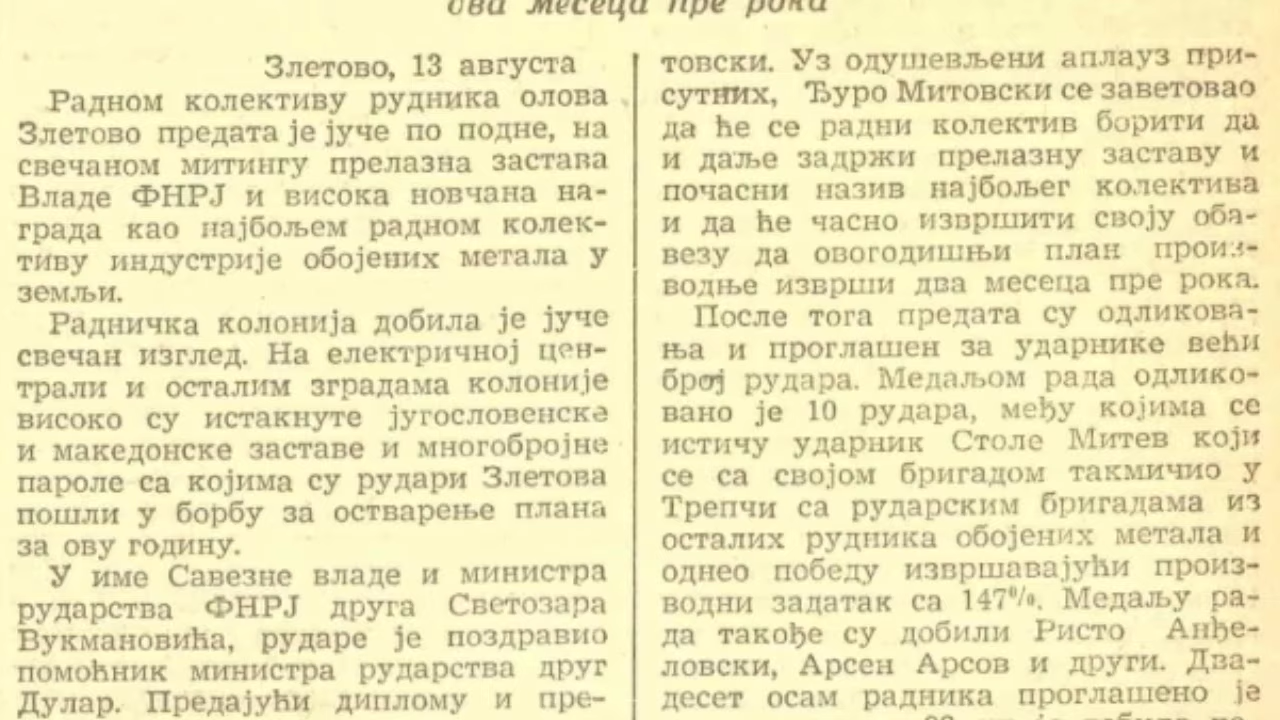 два месеца пре рока
Злетово, 13 августа
Радном колективу рудника олова
Злетово предата је јуче по подне, на
свечаном митингу прелазна застава
Владе ФНРЈ и висока новчана на-
града као најбољем радном колек-
тиву индустрије обојених метала у
земљи.
Радничка колонија добила је јуче
свечан изглед. На електричној цен-
трали и осталим зградама колоније
високо су истакнуте југословенске
и македонске заставе и многобројне
пароле са којима су рудари Злетова
пошли у борбу за остварење плана
за ову годину.
У име Савезне владе и министра
рударства ФНРЈ друга Светозара
Вукмановића, рударе је поздравио
помоћник министра рударства друг
Дулар. Предајући диплому и пре-
товски. Уз одушевљени аплауз при-
сутних, Ђуро Митовски се заветовао
да ће се радни колектив борити да
и даље задржи прелазну заставу и
почасни назив најбољег колектива
и да ће часно извршити своју оба-
везу да овогодишњи план произ-
водње изврши два месеца пре рока.
После тога предата су одликова-
ња и проглашен за ударнике већи
број рудара. Медаљом рада одлико-
вано је 10 рудара, међу којима се
истичу ударник Столе Митев који
се са својом бригадом такмичио у
Трепчи са рударским бригадама из
осталих рудника обојених метала и
однео победу извршавајући произ-
водни задатак са 147%. Медаљу ра-
да такође су добили Ристо Анђе-
ловски, Арсен Арсов и други. Два-
десет осам радника проглашено је